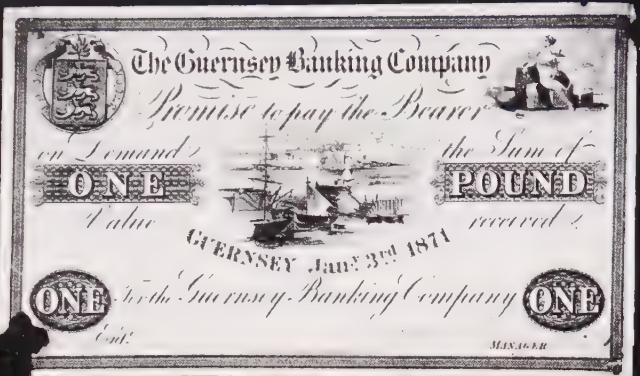 The Guernsey Banking Company
Promise to pay the Bearer
on Demand the Sum of
ONE POUND
Value received
GUERNSEY Jany. 3rd 1871
ONE For the Guernsey Banking Company ONE
Entd.
MANAGER